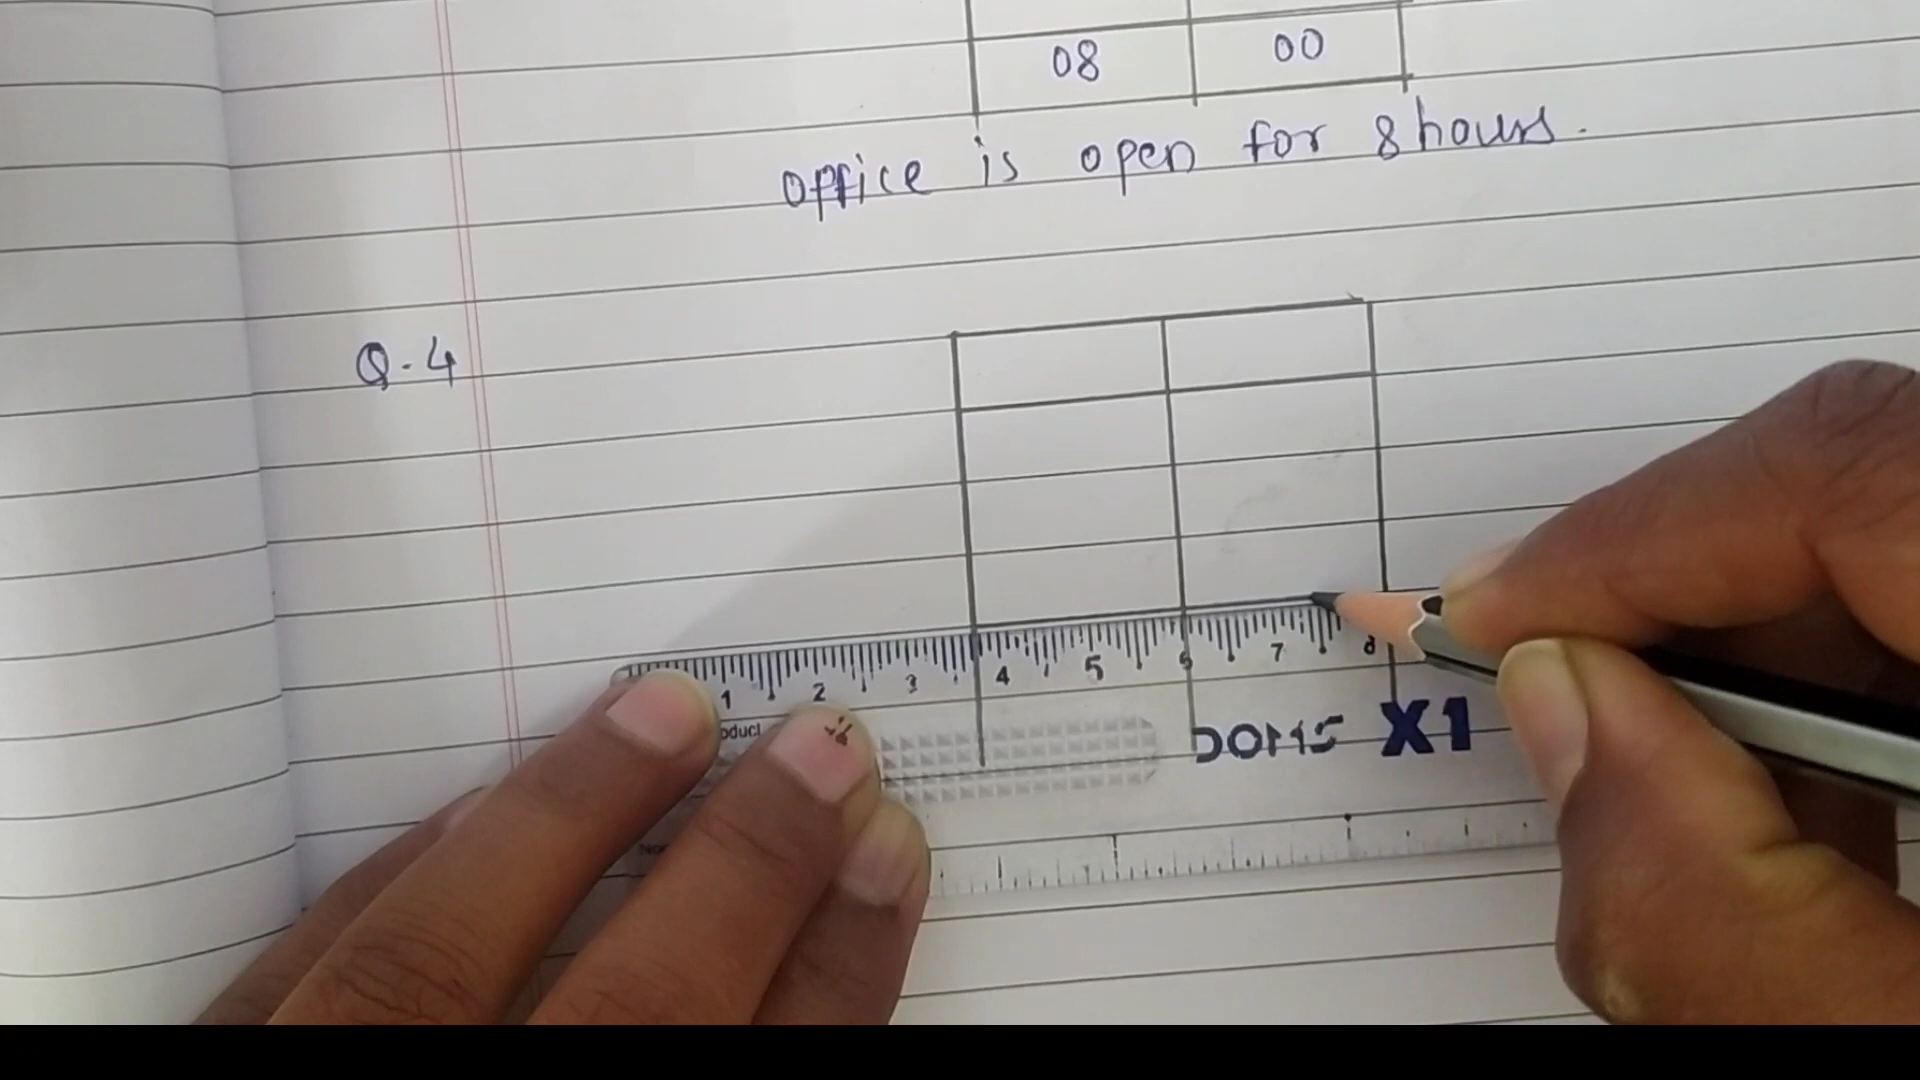 08 00
office is open for 8 hours.
Q.4
1 2 3 4 5 6 7 8
DOMS X1